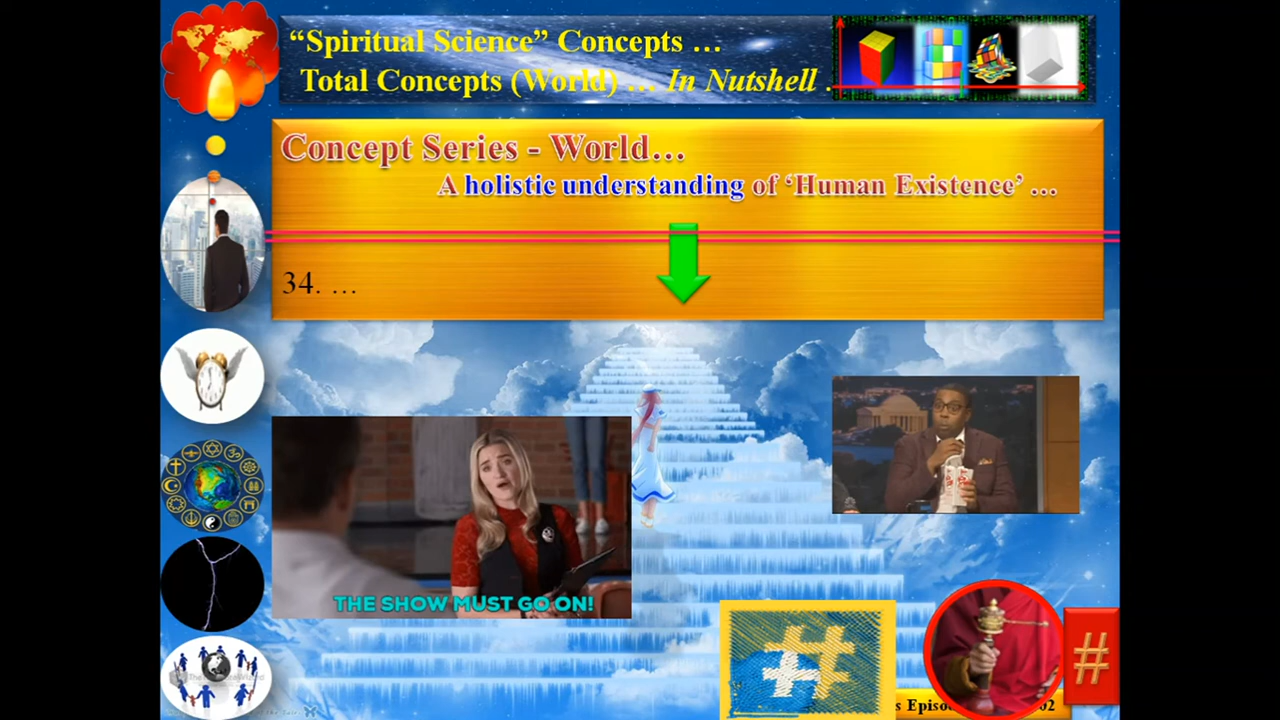 “Spiritual Science” Concepts …
Total Concepts (World) … In Nutshell .
Concept Series - World…
A holistic understanding of ‘Human Existence’ …
34. …
THE SHOW MUST GO ON!
#